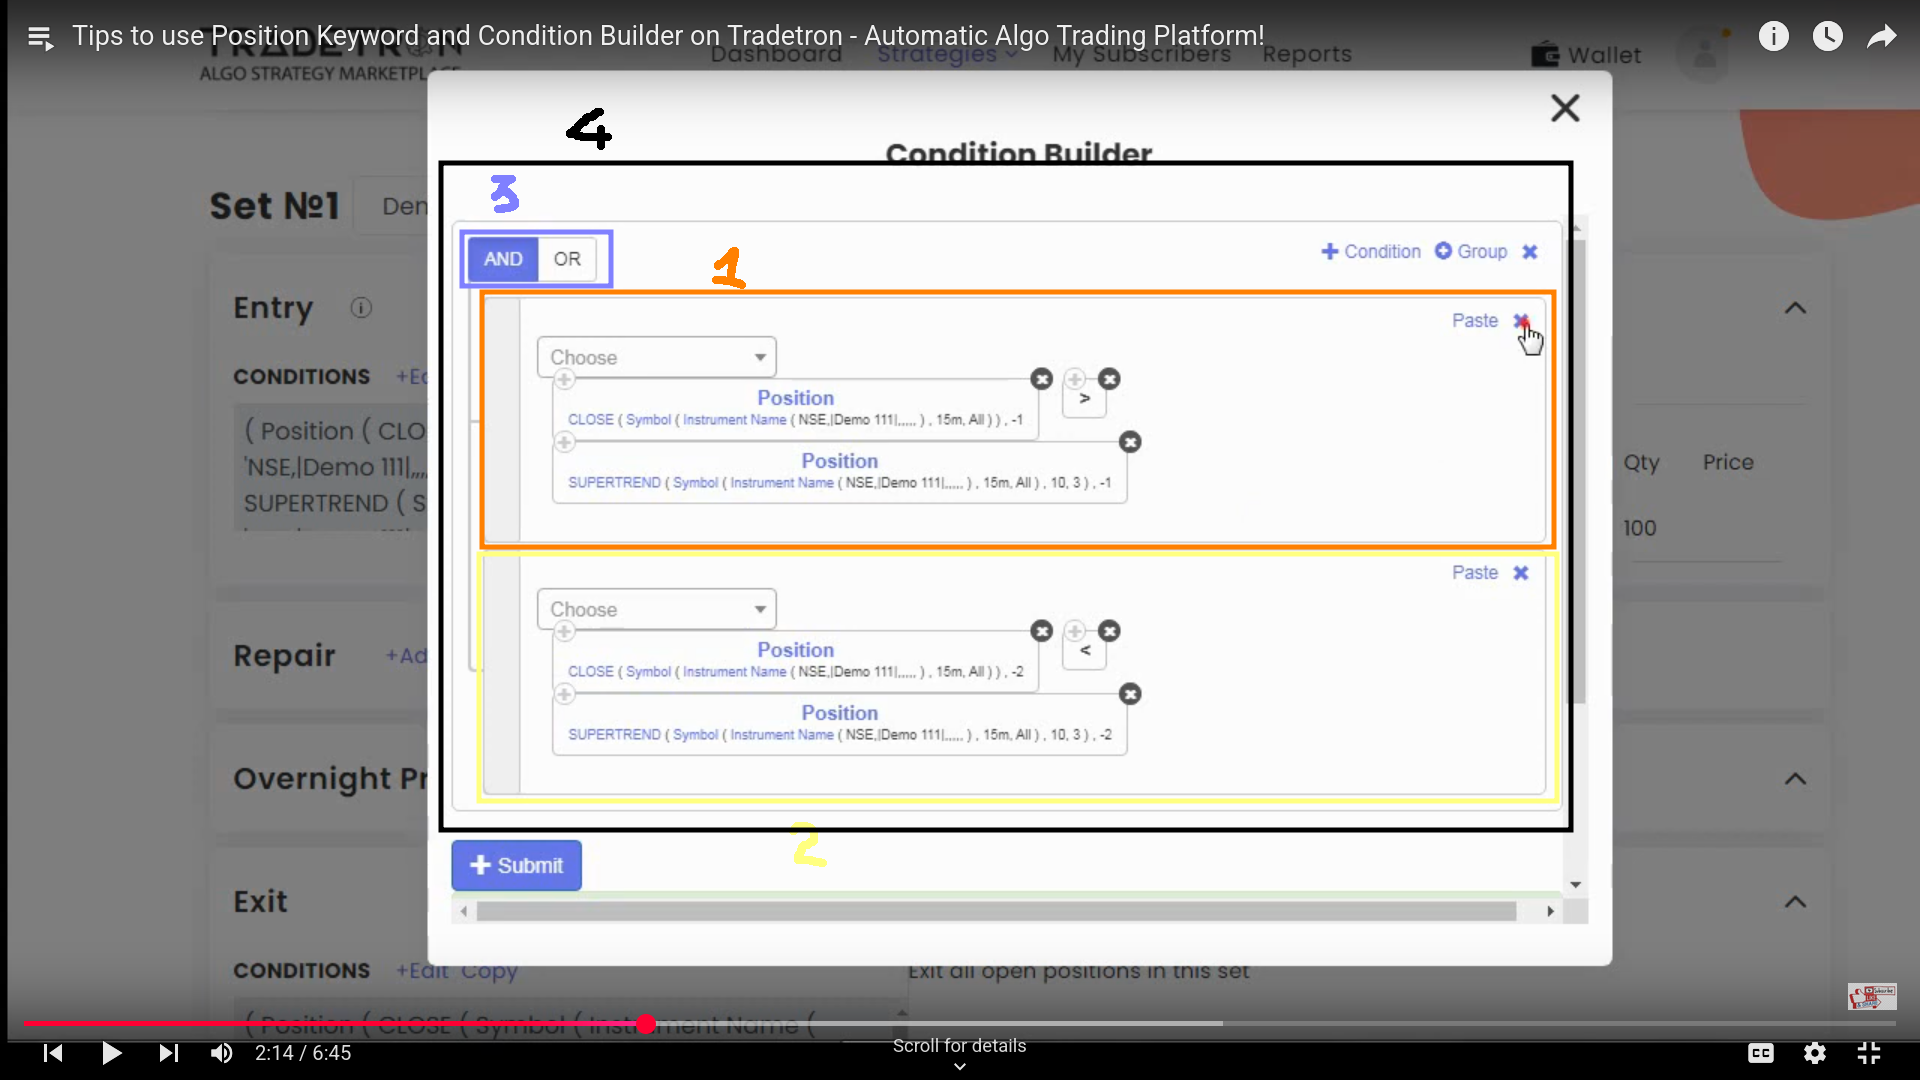 Tips to use Position Keyword and Condition Builder on Tradetron - Automatic Algo Trading Platform!
TRADETRON
ALGO STRATEGY MARKETPLACE
Dashboard Strategies My Subscribers Reports Wallet
4
Condition Builder
3
Set №1
AND OR
1
+ Condition Group
Entry
Paste
Choose
CONDITIONS
Position
>
CLOSE ( Symbol ( Instrument Name ( NSE,|Demo 111|,,,,, ) , 15m, All ) ) , -1
( Position ( CLO
Position
'NSE,|Demo 111|,,,,
Qty Price
SUPERTREND ( Symbol ( Instrument Name ( NSE,|Demo 111|,,,,, ) , 15m, All ) , 10, 3 ) , -1
SUPERTREND ( S
100
Paste
Choose
Position
<
Repair
+Ad
CLOSE ( Symbol ( Instrument Name ( NSE,|Demo 111|,,,,, ) , 15m, All ) ) , -2
Position
SUPERTREND ( Symbol ( Instrument Name ( NSE,|Demo 111|,,,,, ) , 15m, All ) , 10, 3 ) , -2
Overnight Pr
2
+ Submit
Exit
CONDITIONS +Edit Copy
Exit all open positions in this set
( Position ( CLOSE ( Symbol ( Instrument Name (
2:14 / 6:45
Scroll for details
CC